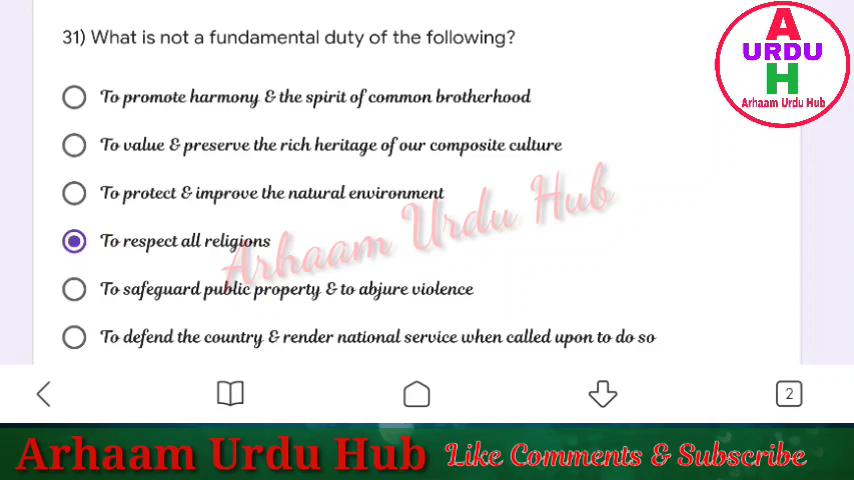 31) What is not a fundamental duty of the following?
A
URDU
H
Arhaam Urdu Hub
To promote harmony & the spirit of common brotherhood
To value & preserve the rich heritage of our composite culture
To protect & improve the natural environment
To respect all religions
To safeguard public property & to abjure violence
To defend the country & render national service when called upon to do so
Arhaam Urdu Hub
2
Arhaam Urdu Hub Like Comments & Subscribe